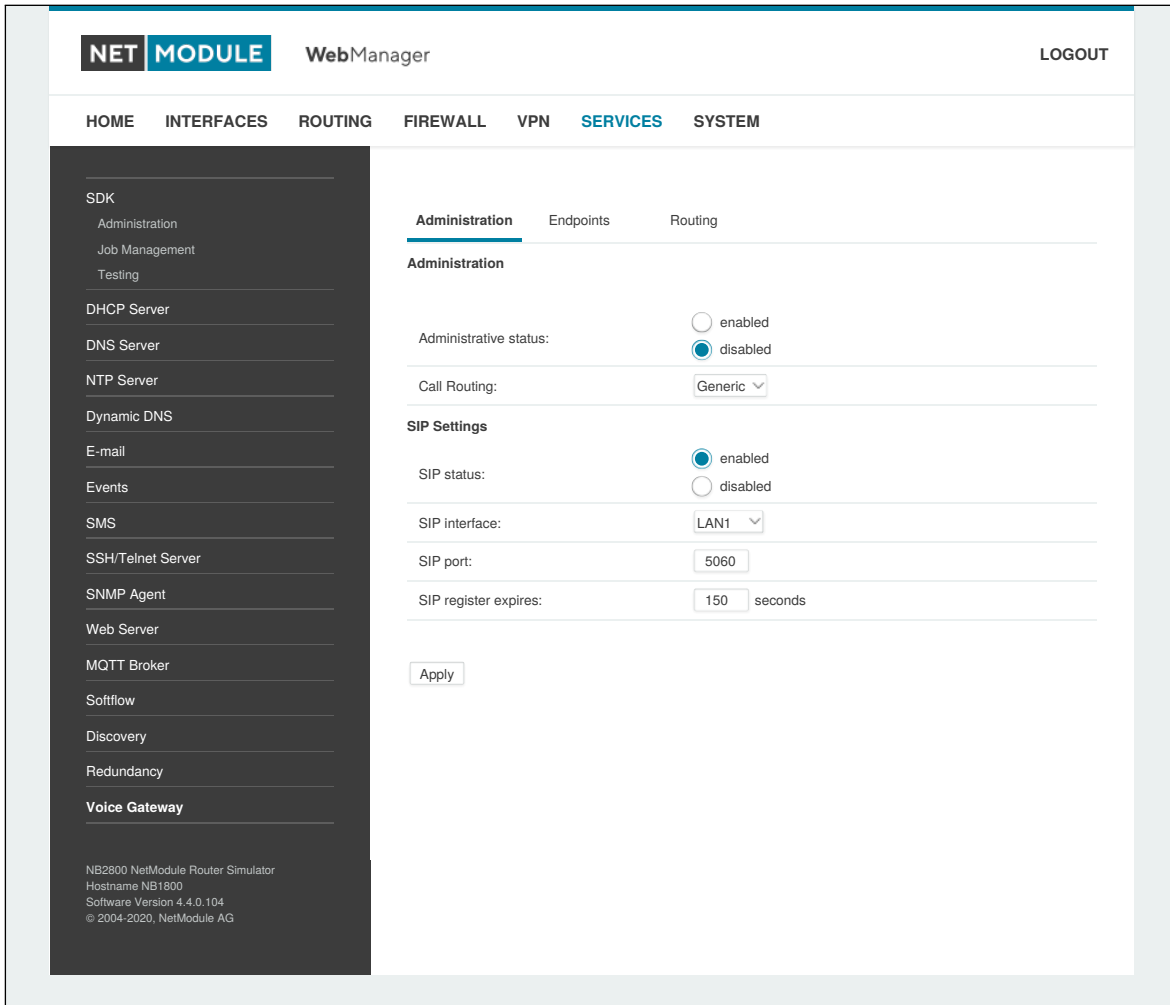 NET MODULE WebManager LOGOUT
HOME INTERFACES ROUTING FIREWALL VPN SERVICES SYSTEM
SDK
Administration
Job Management
Testing
DHCP Server
DNS Server
NTP Server
Dynamic DNS
E-mail
Events
SMS
SSH/Telnet Server
SNMP Agent
Web Server
MQTT Broker
Softflow
Discovery
Redundancy
Voice Gateway
NB2800 NetModule Router Simulator
Hostname NB1800
Software Version 4.4.0.104
© 2004-2020, NetModule AG
Administration Endpoints Routing
Administration
Administrative status:
enabled
disabled
Call Routing: Generic
SIP Settings
SIP status:
enabled
disabled
SIP interface: LAN1
SIP port: 5060
SIP register expires: 150 seconds
Apply